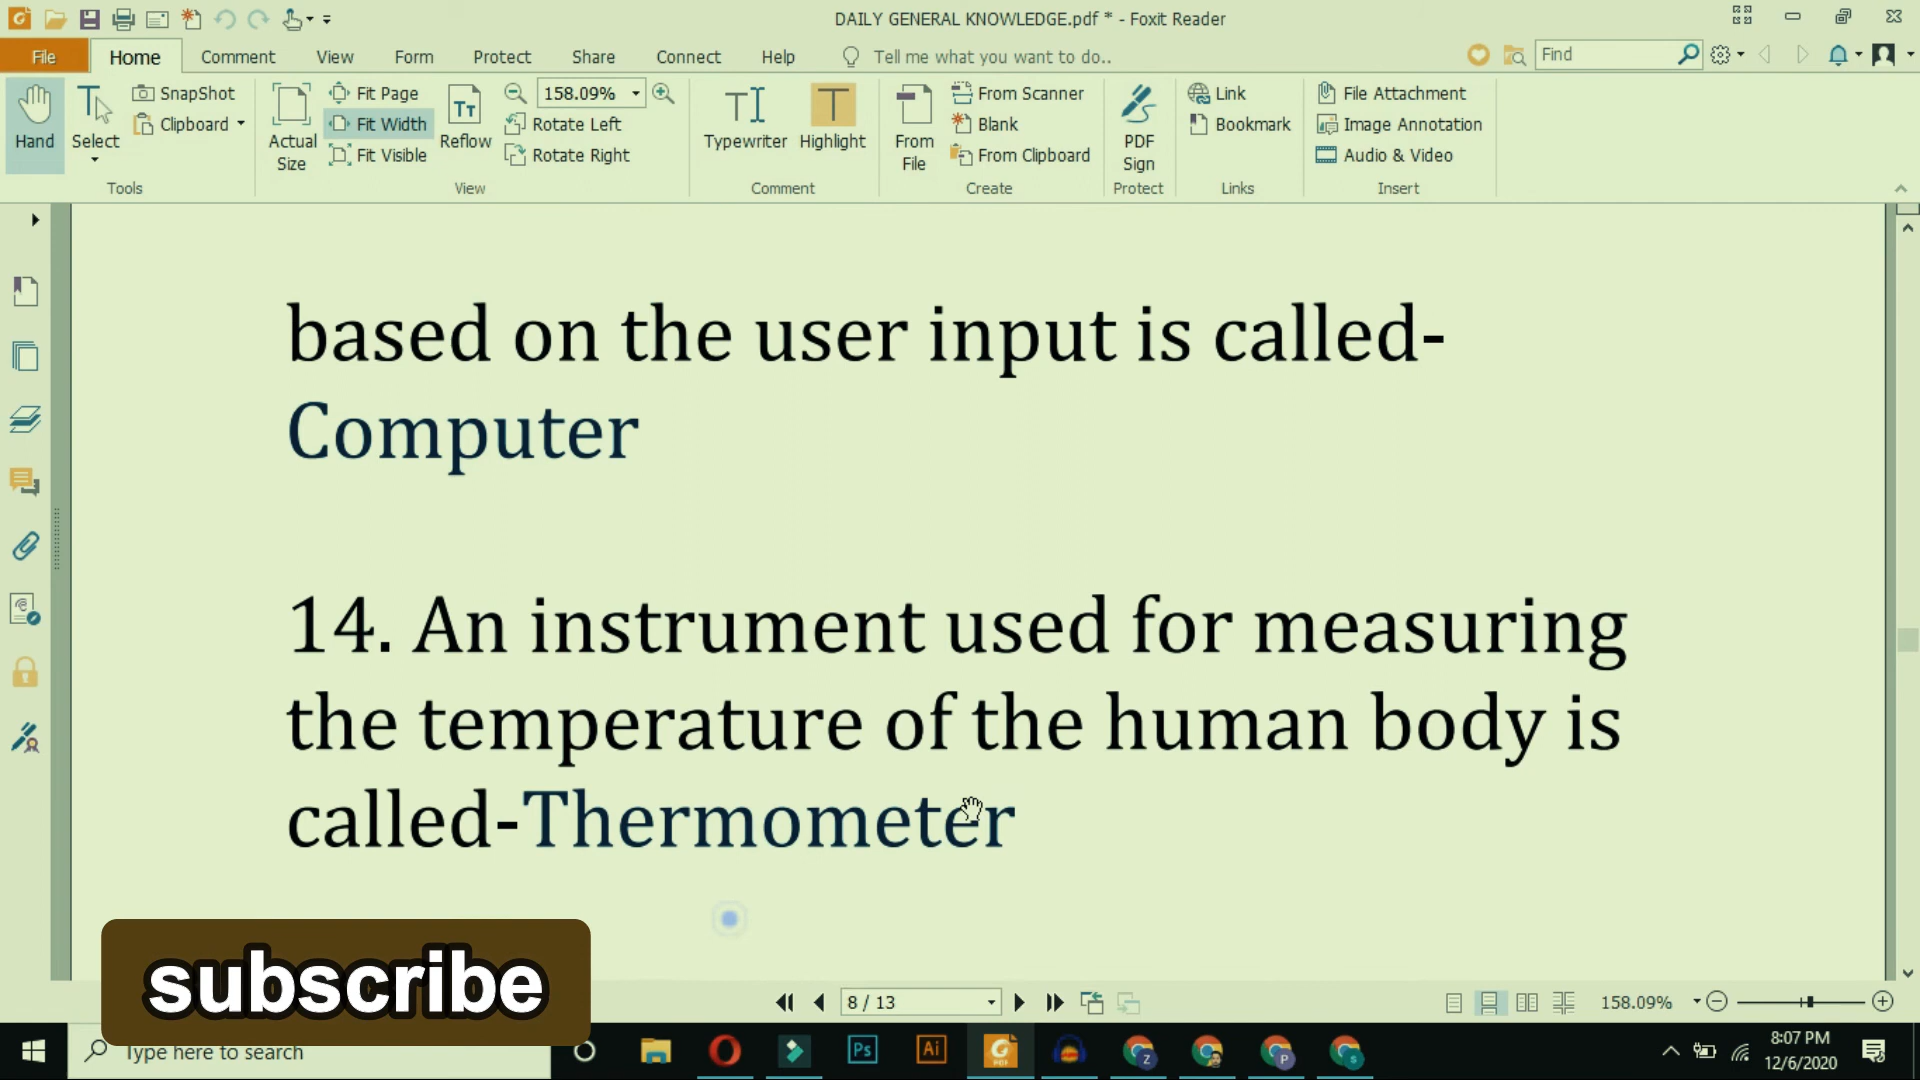 DAILY GENERAL KNOWLEDGE.pdf * - Foxit Reader
File Home Comment View Form Protect Share Connect Help Tell me what you want to do.. Find
Hand
Select
SnapShot
Clipboard
Tools
Actual Size
Fit Page
Fit Width
Fit Visible
Reflow
158.09%
Rotate Left
Rotate Right
View
Typewriter
Highlight
Comment
From File
From Scanner
Blank
From Clipboard
Create
PDF Sign
Protect
Link
Bookmark
Links
File Attachment
Image Annotation
Audio & Video
Insert
based on the user input is called-
Computer
14. An instrument used for measuring
the temperature of the human body is
called-Thermometer
subscribe
8 / 13
158.09%
Type here to search
Ps
Ai
8:07 PM
12/6/2020